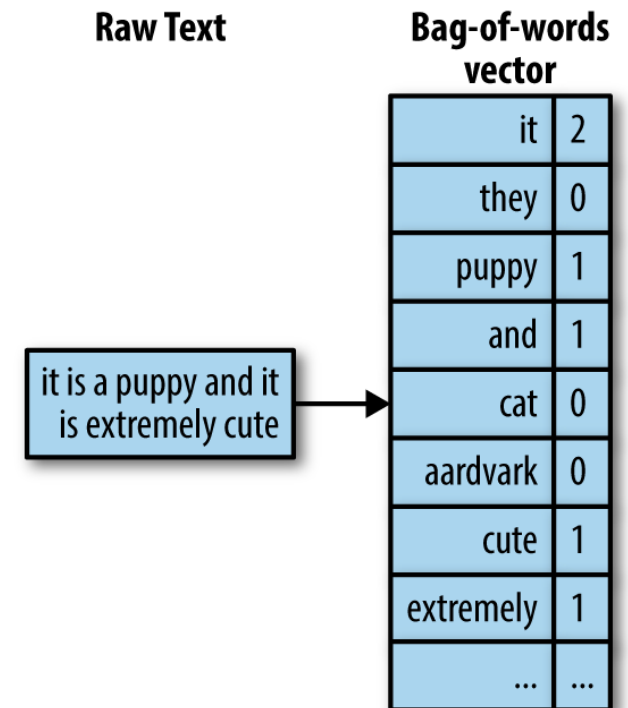 Raw Text
Bag-of-words
vector
it 2
they 0
puppy 1
and 1
it is a puppy and it
is extremely cute
cat 0
aardvark 0
cute 1
extremely 1
... ...